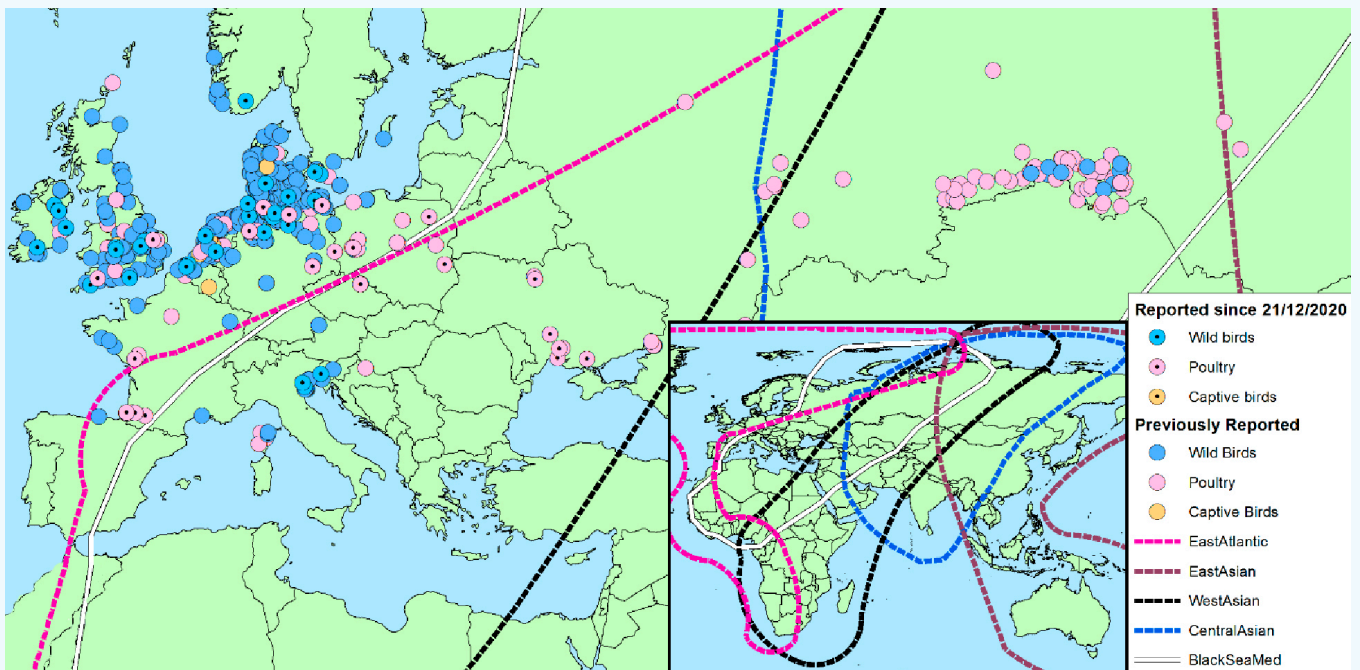 Reported since 21/12/2020
Wild birds
Poultry
Captive birds
Previously Reported
Wild Birds
Poultry
Captive Birds
EastAtlantic
EastAsian
WestAsian
CentralAsian
BlackSeaMed